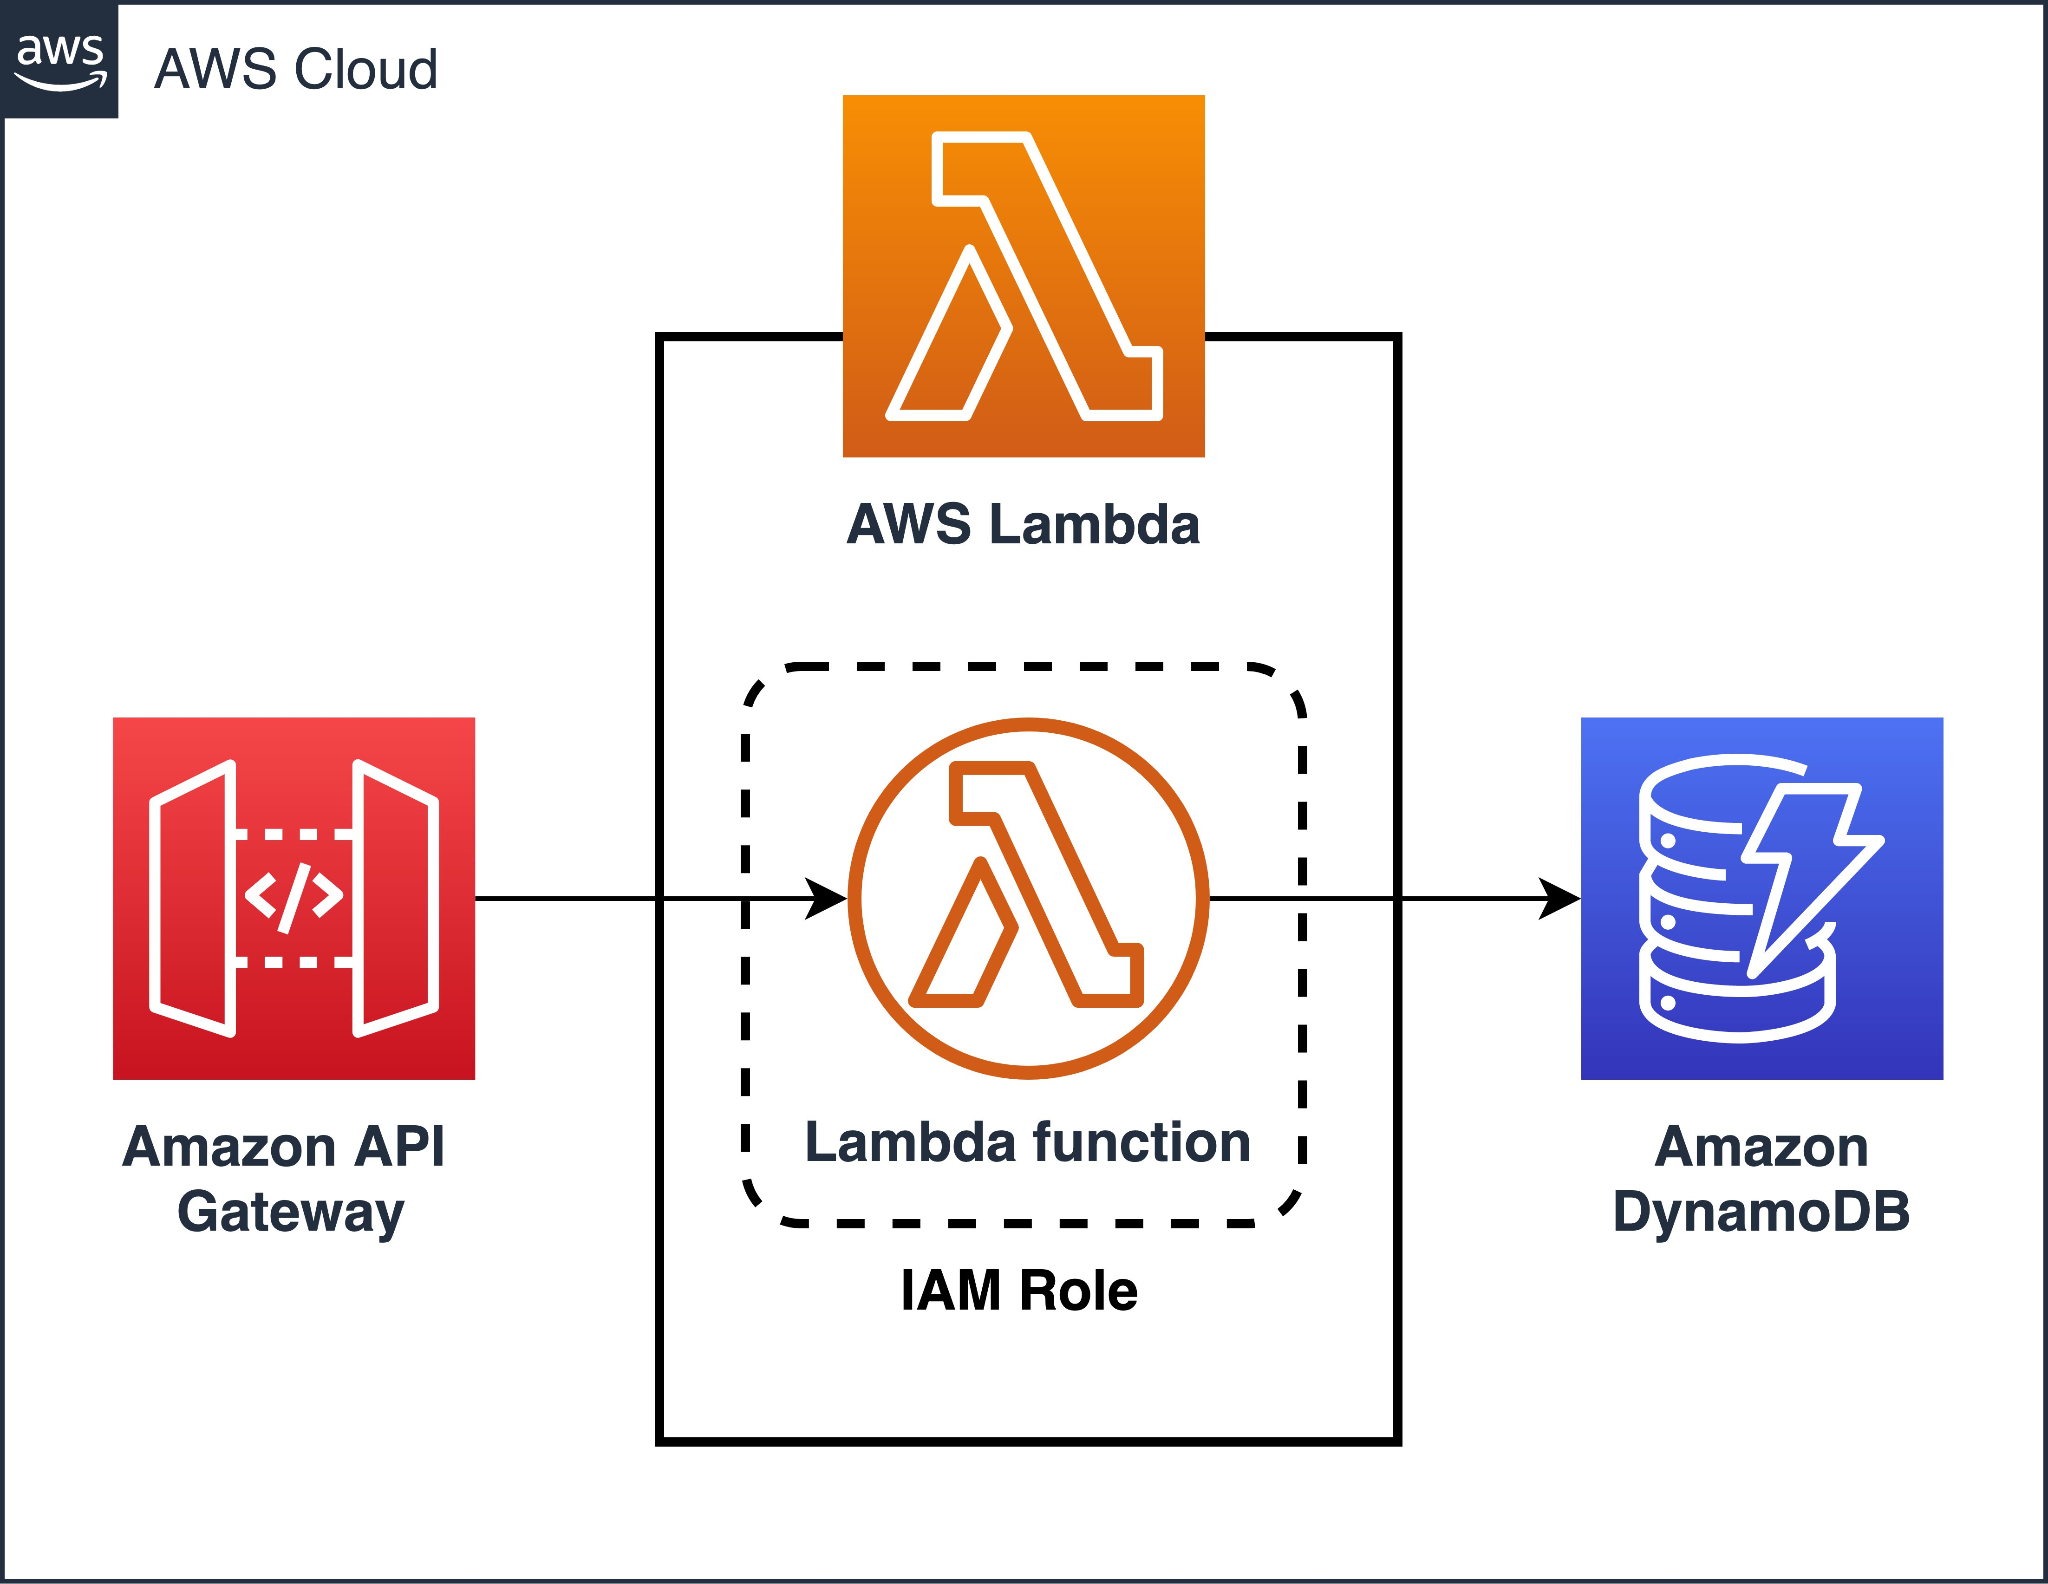 aws
AWS Cloud
AWS Lambda
</>
Amazon API
Gateway
Lambda function
IAM Role
Amazon
DynamoDB